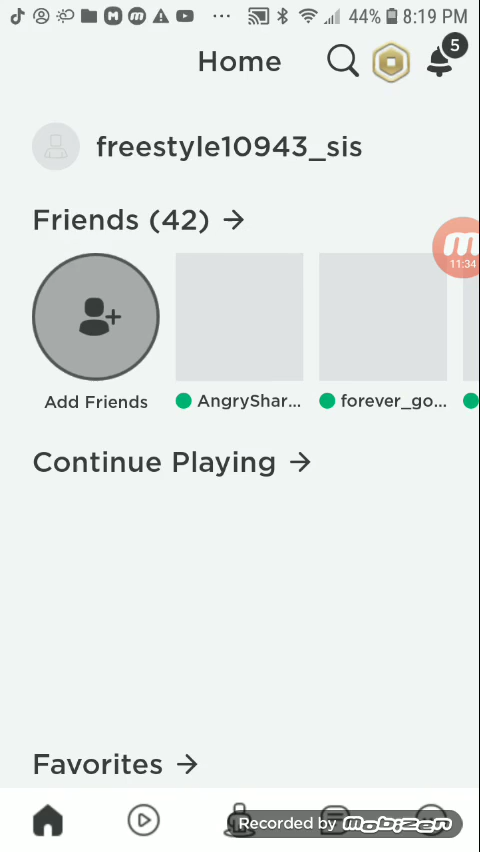 44% 8:19 PM
Home
5
freestyle10943_sis
Friends (42) →
11:34
Add Friends
AngryShar...
forever_go...
Continue Playing →
Favorites →
Recorded by mobizen